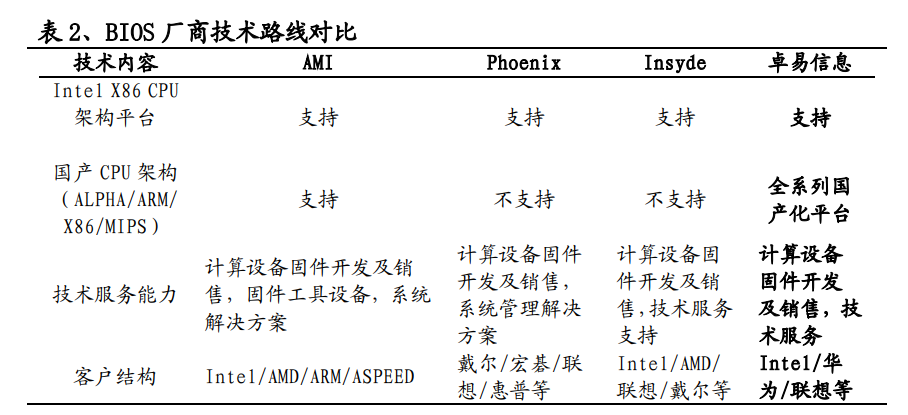 表 2、BIOS 厂商技术路线对比
技术内容 AMI Phoenix Insyde 卓易信息
Intel X86 CPU
架构平台 支持 支持 支持 支持
国产 CPU 架构
（ALPHA/ARM/
X86/MIPS）
支持 不支持 不支持
全系列国
产化平台
技术服务能力
计算设备固件开发及销
售，固件工具设备，系统
解决方案
计算设备固件
开发及销售，
系统管理解决
方案
计算设备固
件开发及销
售，技术服务
支持
计算设备
固件开发
及销售，技
术服务
客户结构
Intel/AMD/ARM/ASPEED
戴尔/宏碁/联
想/惠普等
Intel/AMD/
联想/戴尔等
Intel/华
为/联想等